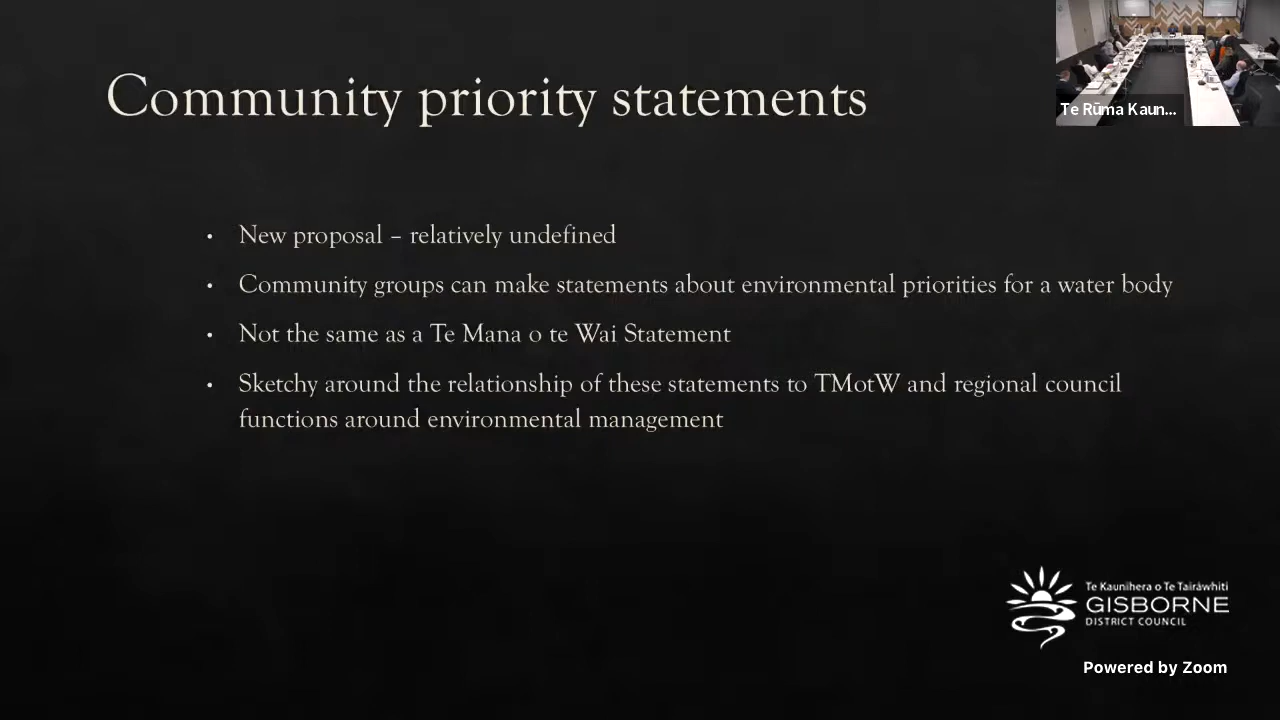 Community priority statements
Te Rūma Kaun...
• New proposal – relatively undefined
• Community groups can make statements about environmental priorities for a water body
• Not the same as a Te Mana o te Wai Statement
• Sketchy around the relationship of these statements to TMotW and regional council
functions around environmental management
Te Kaunihera o Te Tairāwhiti
GISBORNE
DISTRICT COUNCIL
Powered by Zoom